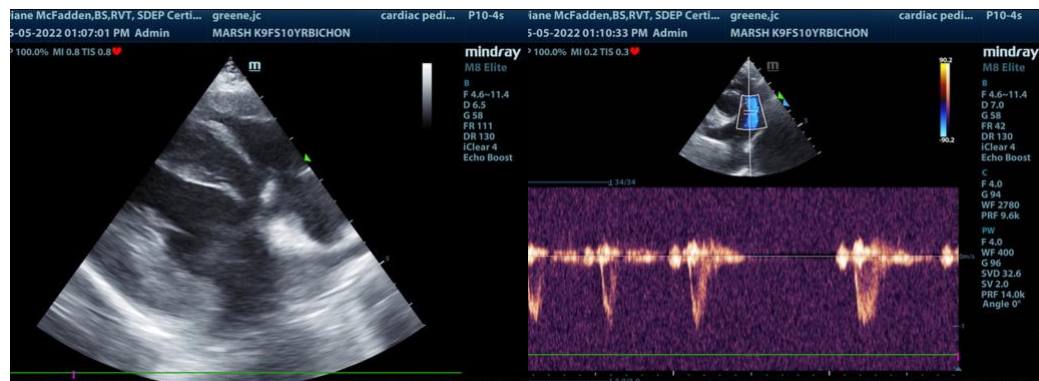 iane McFadden,BS,RVT, SDEP Certi... greene,jc cardiac pedi... P10-4s
5-05-2022 01:07:01 PM Admin MARSH K9FS10YRBICHON
P 100.0% MI 0.8 TIS 0.8
mindray
M8 Elite
B
F 4.6~11.4
D 6.5
G 58
FR 111
DR 130
iClear 4
Echo Boost
m
5
iane McFadden,BS,RVT, SDEP Certi... greene,jc cardiac pedi... P10-4s
5-05-2022 01:10:33 PM Admin MARSH K9FS10YRBICHON
P 100.0% MI 0.2 TIS 0.3
mindray
M8 Elite
B
F 4.6~11.4
D 7.0
G 58
FR 42
DR 130
iClear 4
Echo Boost
C
F 4.0
G 94
WF 2780
PRF 9.6k
PW
F 4.0
WF 400
G 96
SVD 32.6
SV 2.0
PRF 14.0k
Angle 0°
m
90.2
-90.2
5
134/34
0m/s
-1